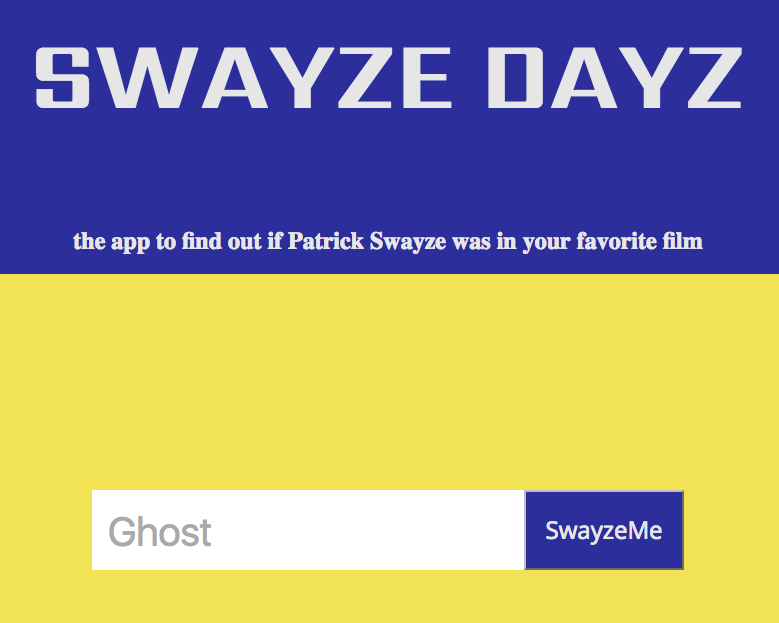 SWAYZE DAYZ
the app to find out if Patrick Swayze was in your favorite film
Ghost
SwayzeMe